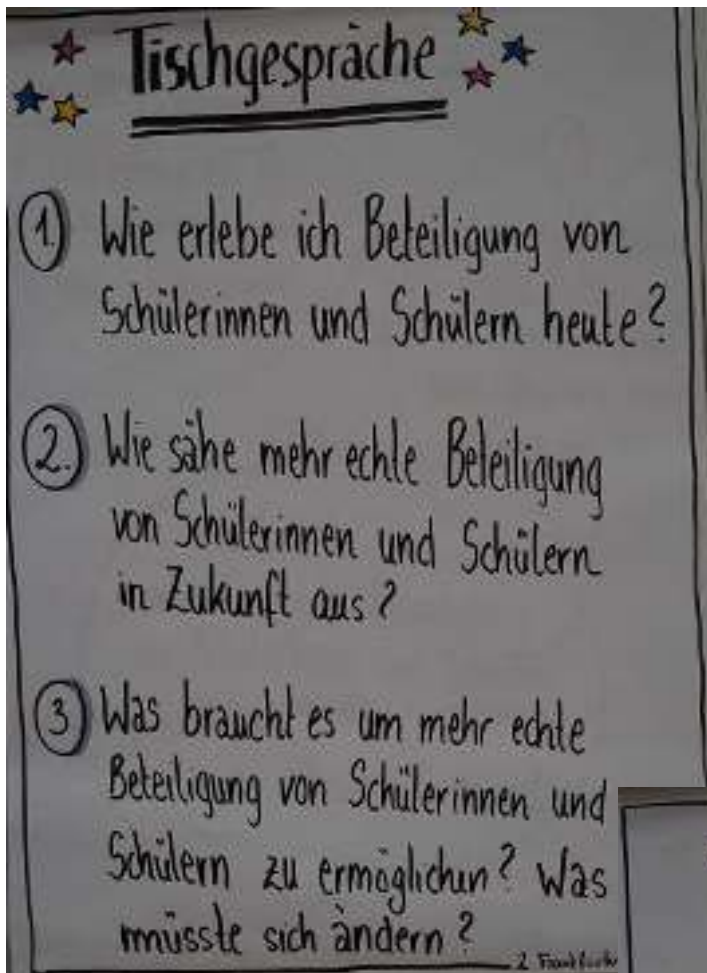 Tischgespräche
1. Wie erlebe ich Beteiligung von
Schülerinnen und Schülern heute?
2. Wie sähe mehr echte Beteiligung
von Schülerinnen und Schülern
in Zukunft aus?
3 Was braucht es um mehr echte
Beteiligung von Schülerinnen und
Schülern zu ermöglichen? Was
müsste sich ändern?